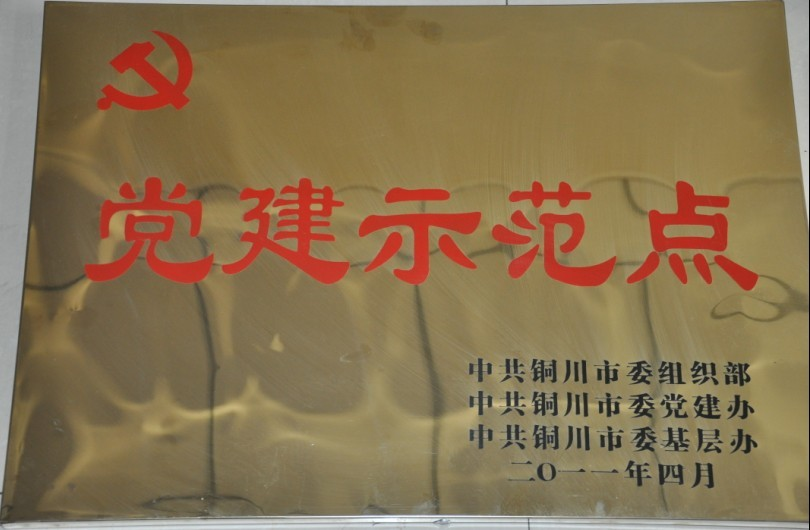 党建示范点
中共铜川市委组织部
中共铜川市委党建办
中共铜川市委基层办
二〇一一年四月